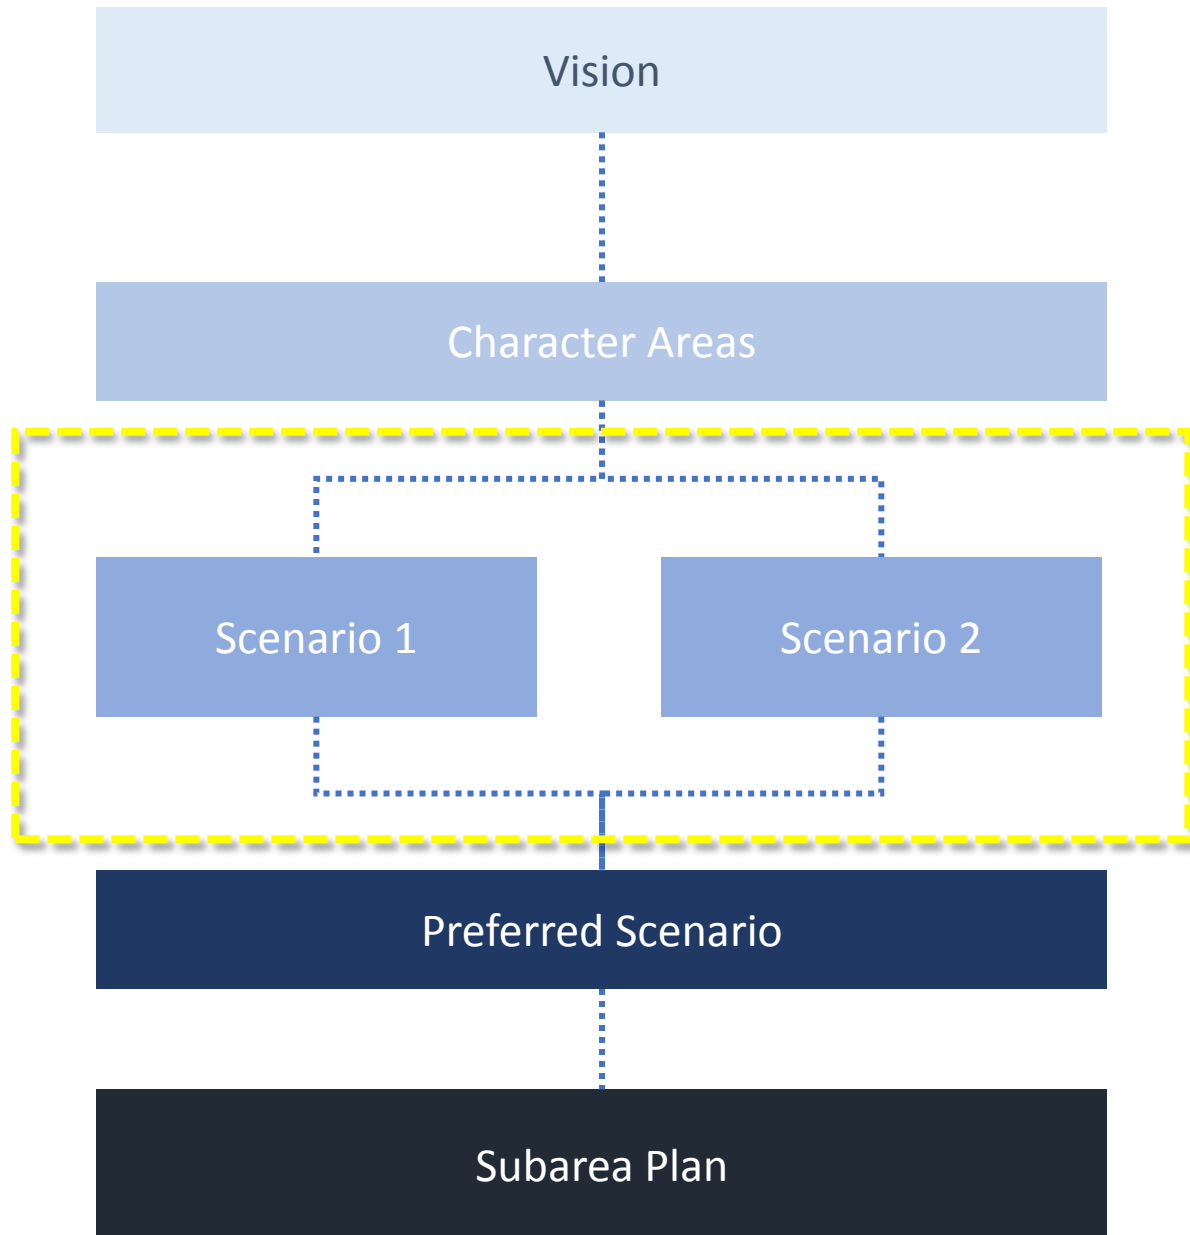 Vision
Character Areas
Scenario 1
Scenario 2
Preferred Scenario
Subarea Plan